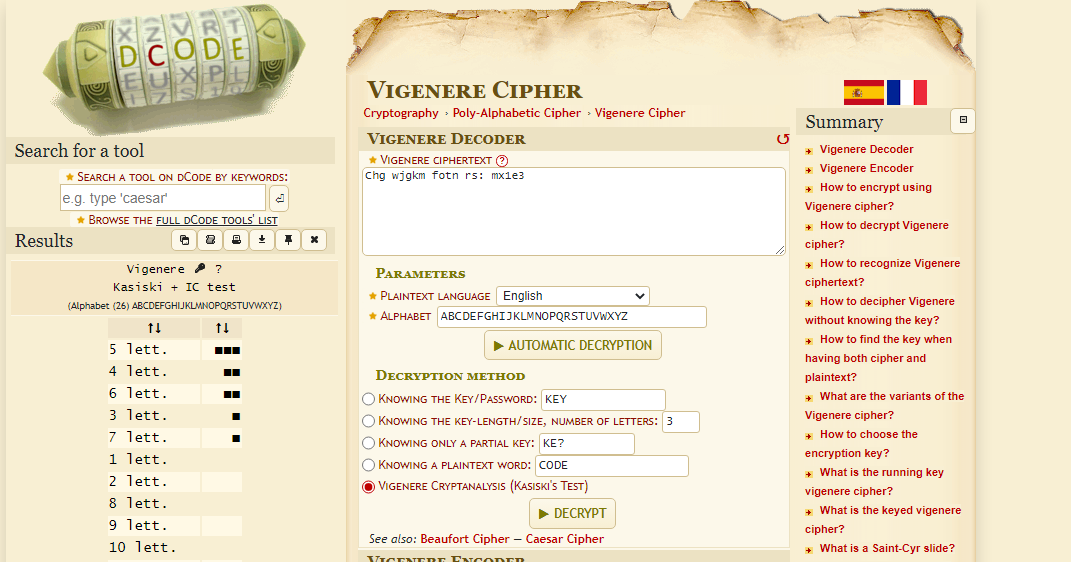 DCODE
Search for a tool
★ Search a tool on dCode by keywords:
e.g. type 'caesar'
★ Browse the full dCode tools' list
Results
Vigenere ?
Kasiski + IC test
(Alphabet (26) ABCDEFGHIJKLMNOPQRSTUVWXYZ)
↑↓ ↑↓
5 lett. ■■■
4 lett. ■■
6 lett. ■■
3 lett. ■
7 lett. ■
1 lett.
2 lett.
8 lett.
9 lett.
10 lett.
Vigenere Cipher
Cryptography › Poly-Alphabetic Cipher › Vigenere Cipher
Vigenere Decoder
★ Vigenere ciphertext ?
Chg wjgkm fotn rs: mx1e3
Parameters
★ Plaintext language English
★ Alphabet ABCDEFGHIJKLMNOPQRSTUVWXYZ
▶ AUTOMATIC DECRYPTION
Decryption method
Knowing the Key/Password: KEY
Knowing the key-length/size, number of letters: 3
Knowing only a partial key: KE?
Knowing a plaintext word: CODE
Vigenere Cryptanalysis (Kasiski's Test)
▶ DECRYPT
See also: Beaufort Cipher — Caesar Cipher
Vigenere Encoder
Summary
Vigenere Decoder
Vigenere Encoder
How to encrypt using
Vigenere cipher?
How to decrypt Vigenere
cipher?
How to recognize Vigenere
ciphertext?
How to decipher Vigenere
without knowing the key?
How to find the key when
having both cipher and
plaintext?
What are the variants of the
Vigenere cipher?
How to choose the
encryption key?
What is the running key
vigenere cipher?
What is the keyed vigenere
cipher?
What is a Saint-Cyr slide?